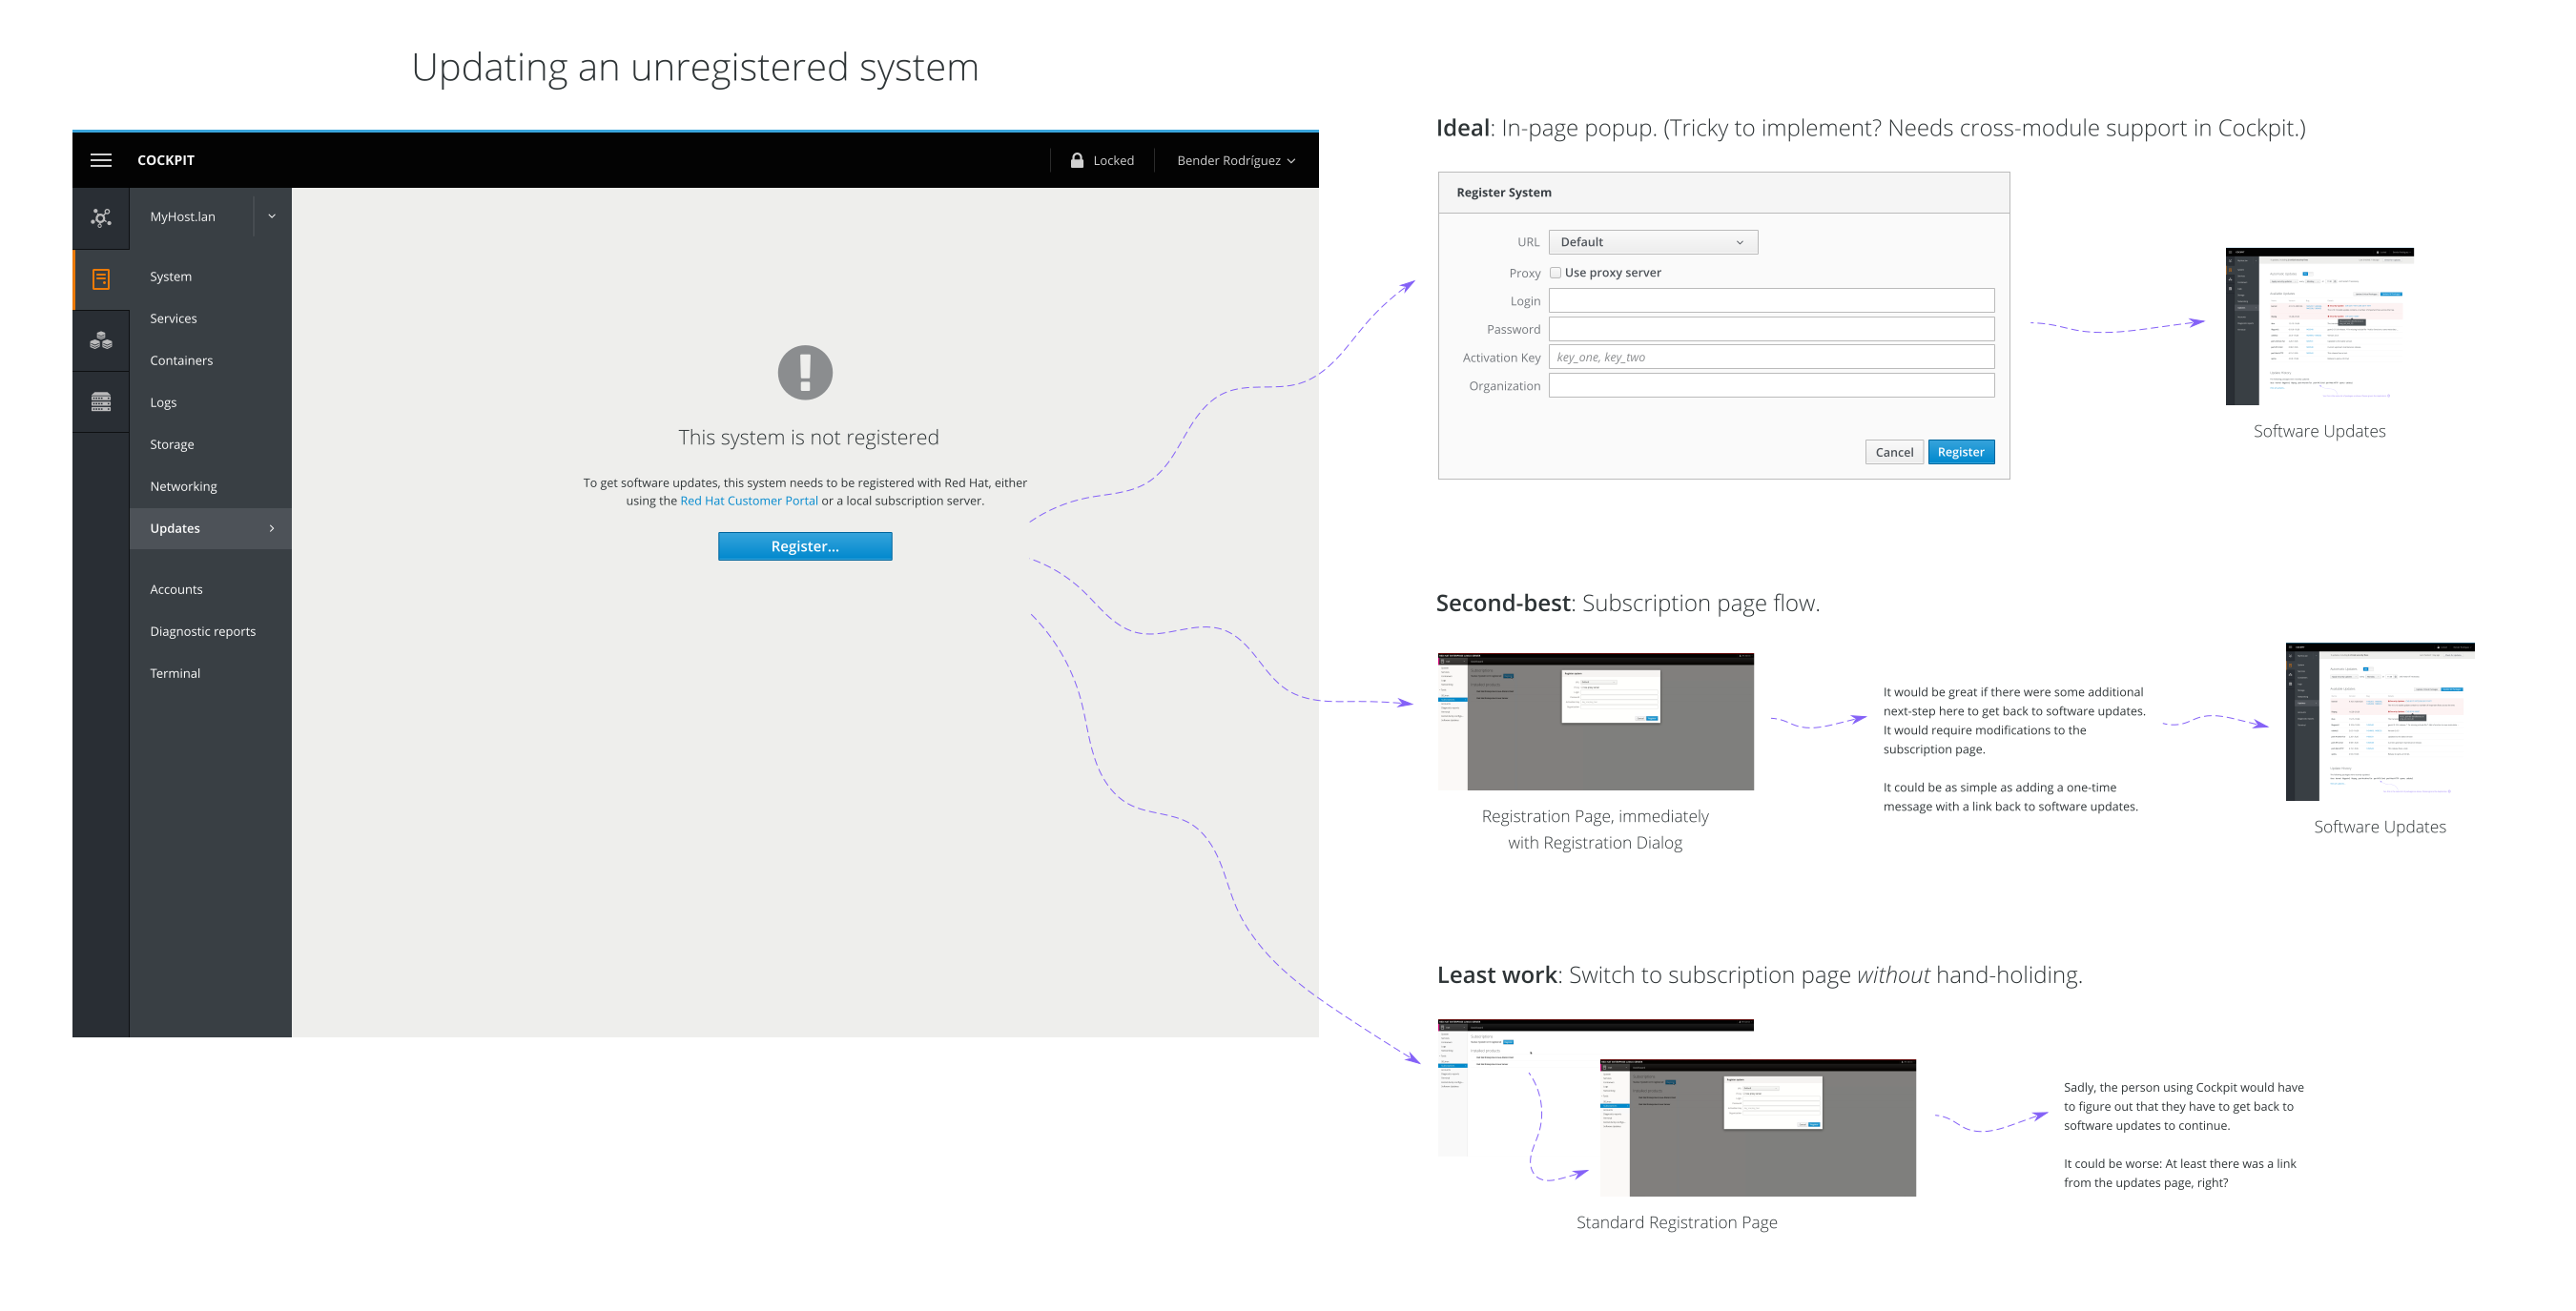 Updating an unregistered system
COCKPIT
Locked
Bender Rodríguez
MyHost.lan
System
Services
Containers
Logs
Storage
Networking
Updates
Accounts
Diagnostic reports
Terminal
This system is not registered
To get software updates, this system needs to be registered with Red Hat, either
using the Red Hat Customer Portal or a local subscription server.
Register...
Ideal: In-page popup. (Tricky to implement? Needs cross-module support in Cockpit.)
Register System
URL Default
Proxy Use proxy server
Login
Password
Activation Key key_one, key_two
Organization
Cancel Register
Software Updates
Second-best: Subscription page flow.
Registration Page, immediately
with Registration Dialog
It would be great if there were some additional
next-step here to get back to software updates.
It would require modifications to the
subscription page.
It could be as simple as adding a one-time
message with a link back to software updates.
Software Updates
Least work: Switch to subscription page without hand-holiding.
Standard Registration Page
Sadly, the person using Cockpit would have
to figure out that they have to get back to
software updates to continue.
It could be worse: At least there was a link
from the updates page, right?